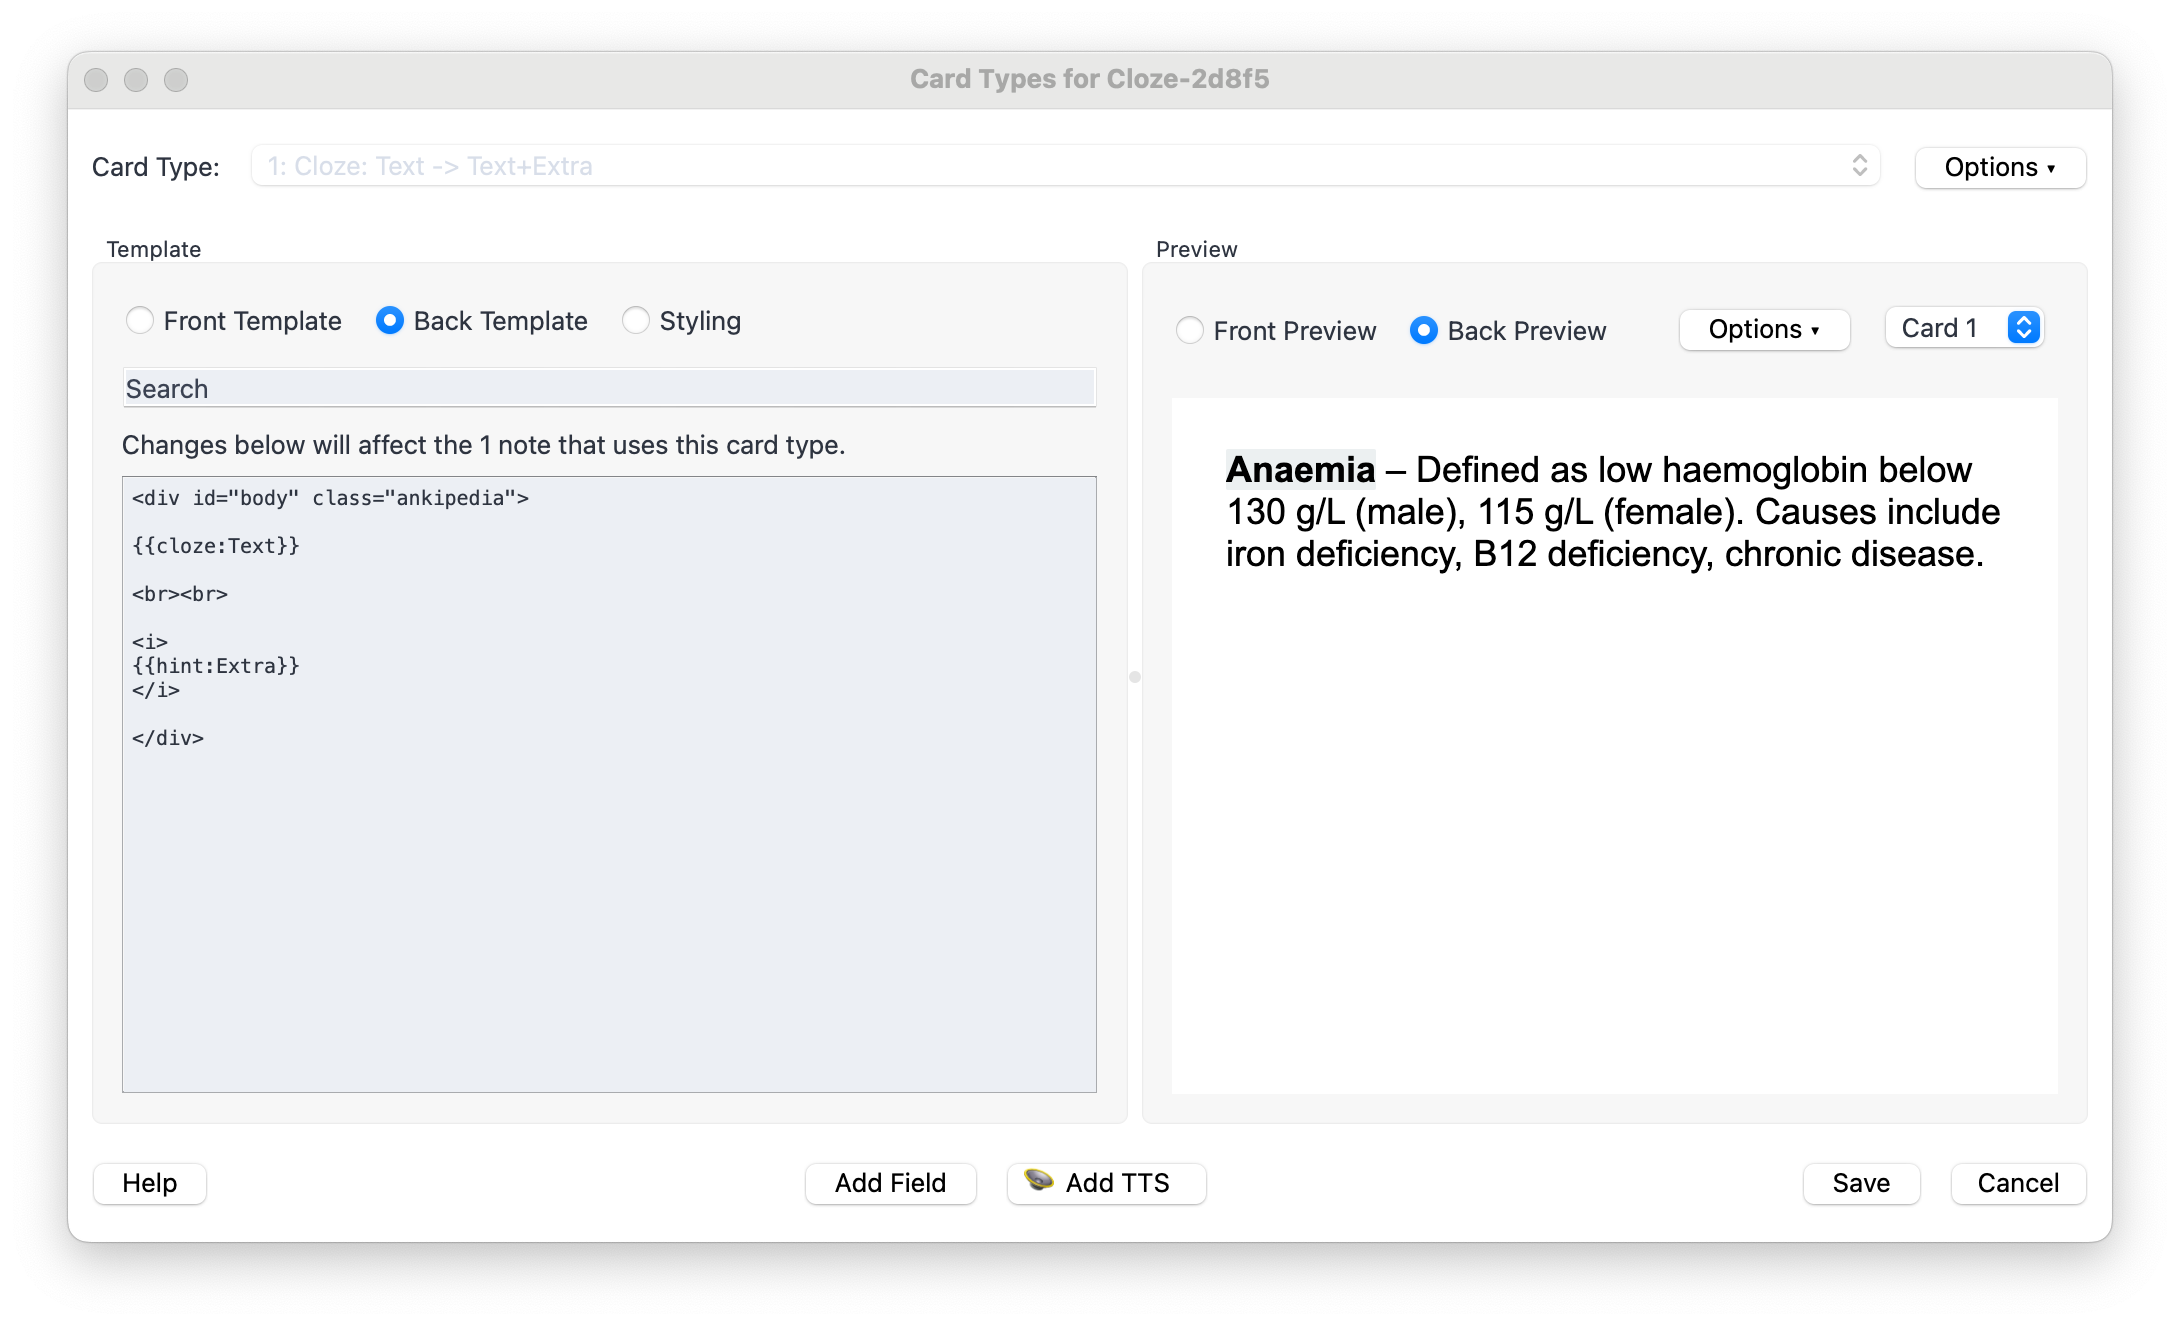 Card Types for Cloze-2d8f5
Card Type:
1: Cloze: Text -> Text+Extra
Options ▾
Template
Front Template
Back Template
Styling
Search
Changes below will affect the 1 note that uses this card type.
<div id="body" class="ankipedia">
{{cloze:Text}}
<br><br>
<i>
{{hint:Extra}}
</i>
</div>
Preview
Front Preview
Back Preview
Options ▾
Card 1
Anaemia – Defined as low haemoglobin below
130 g/L (male), 115 g/L (female). Causes include
iron deficiency, B12 deficiency, chronic disease.
Help
Add Field
Add TTS
Save
Cancel